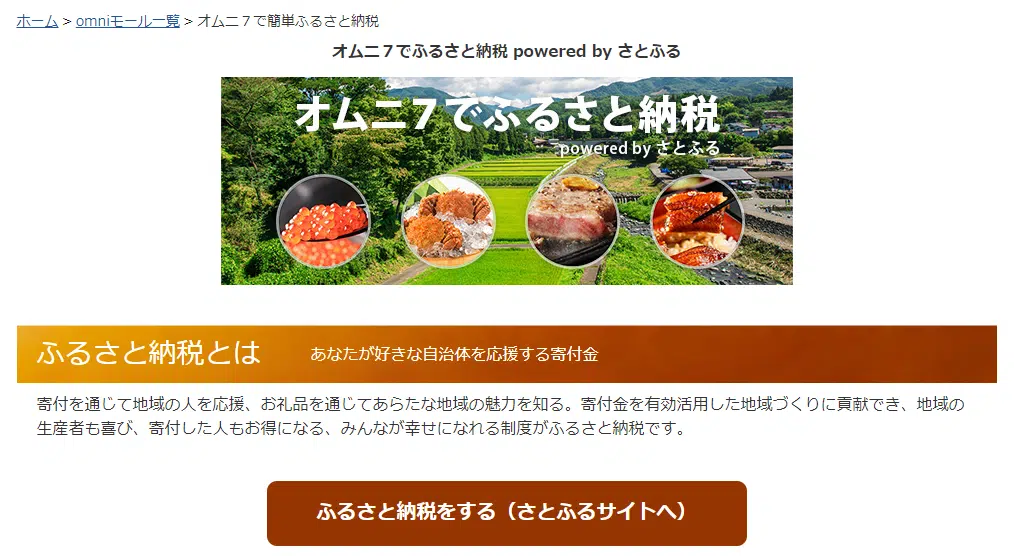 ホーム > omniモール一覧 > オムニ７で簡単ふるさと納税
オムニ７でふるさと納税 powered by さとふる
オムニ７でふるさと納税
powered by さとふる
ふるさと納税とは あなたが好きな自治体を応援する寄付金
寄付を通じて地域の人を応援、お礼品を通じてあらたな地域の魅力を知る。寄付金を有効活用した地域づくりに貢献でき、地域の
生産者も喜び、寄付した人もお得になる、みんなが幸せになれる制度がふるさと納税です。
ふるさと納税をする（さとふるサイトへ）